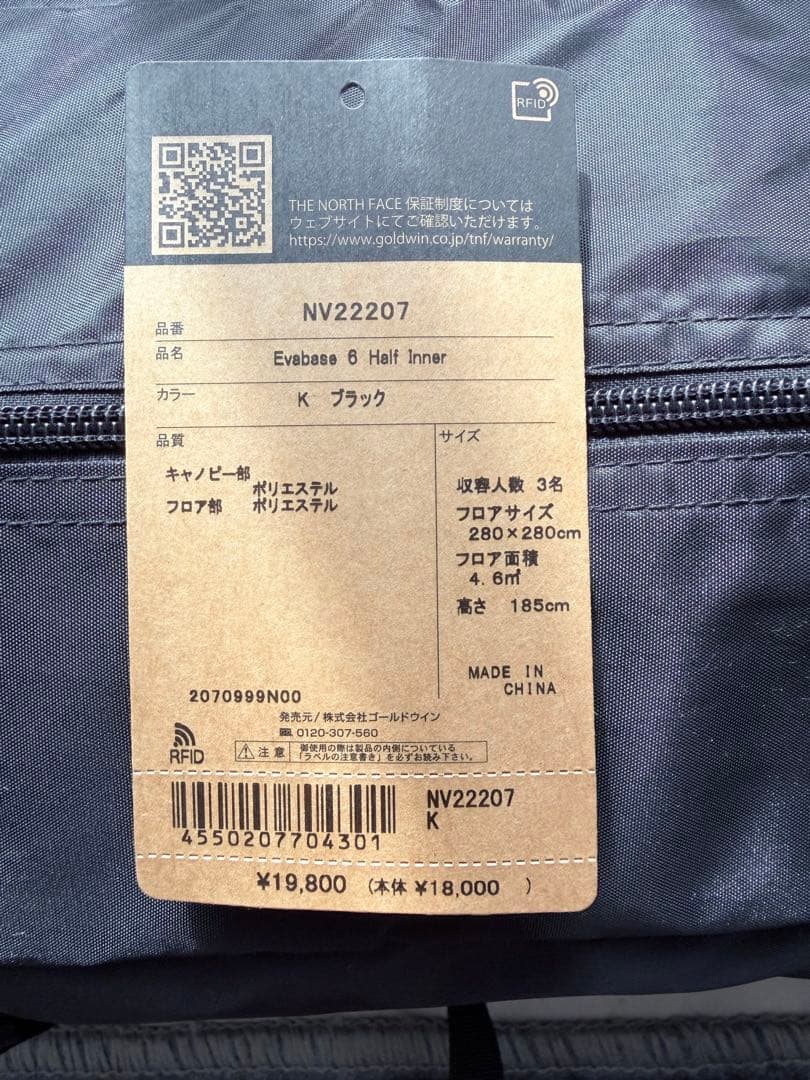 RFID
THE NORTH FACE 保証制度については
ウェブサイトにてご確認いただけます。
https://www.goldwin.co.jp/tnf/warranty/
品番 NV22207
品名 Evabase 6 Half Inner
カラー K ブラック
品質
キャノピー部
ポリエステル
フロア部 ポリエステル
サイズ
収容人数 3名
フロアサイズ
280×280cm
フロア面積
4.6㎡
高さ 185cm
MADE IN
CHINA
2070999N00
発売元/株式会社ゴールドウイン
0120-307-560
RFID
注意 御使用の際は製品の内側についている
「ラベルの注意書き」を必ずお読み下さい。
4550207704301
NV22207
K
¥19,800 (本体 ¥18,000 )